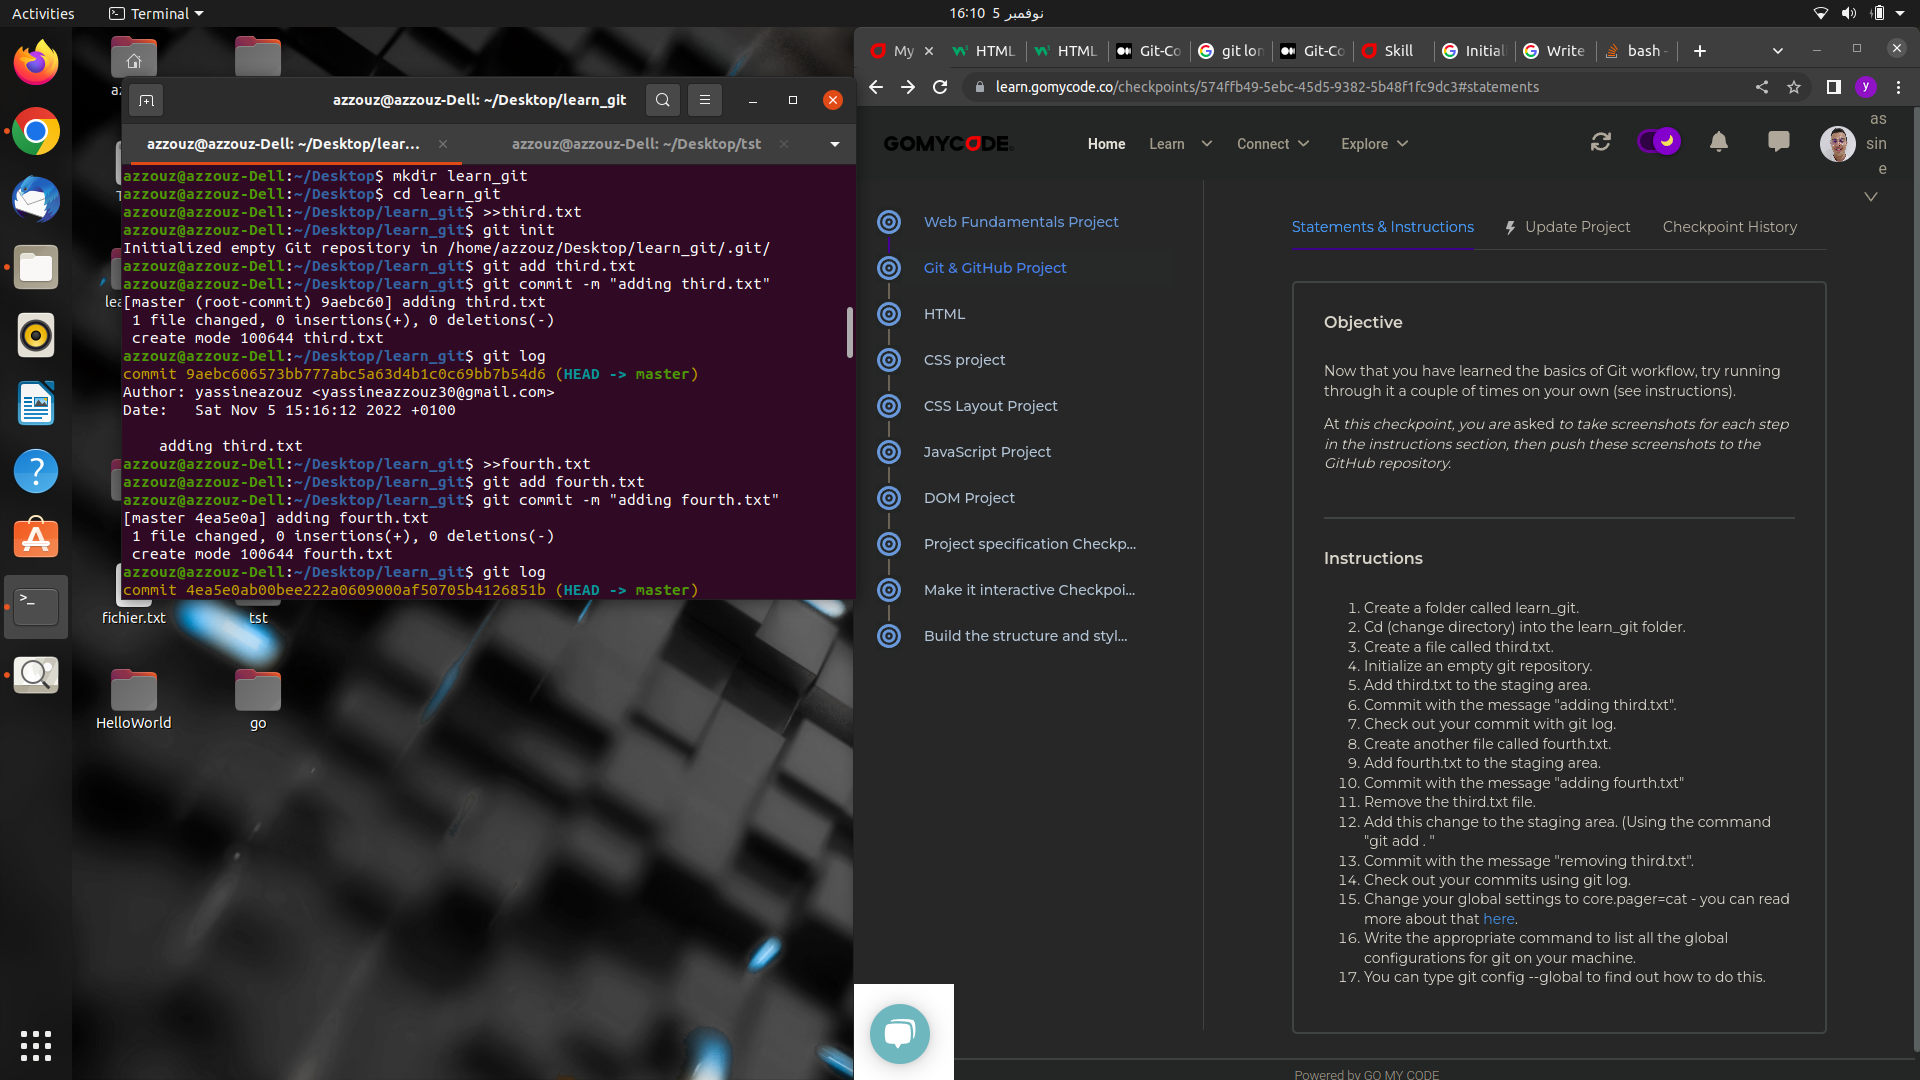 Activities
Terminal
16:10 5 نوفمبر
azzouz@azzouz-Dell: ~/Desktop/learn_git
azzouz@azzouz-Dell: ~/Desktop/lear...
azzouz@azzouz-Dell: ~/Desktop/tst
azzouz@azzouz-Dell:~/Desktop$ mkdir learn_git
azzouz@azzouz-Dell:~/Desktop$ cd learn_git
azzouz@azzouz-Dell:~/Desktop/learn_git$ >>third.txt
azzouz@azzouz-Dell:~/Desktop/learn_git$ git init
Initialized empty Git repository in /home/azzouz/Desktop/learn_git/.git/
azzouz@azzouz-Dell:~/Desktop/learn_git$ git add third.txt
azzouz@azzouz-Dell:~/Desktop/learn_git$ git commit -m "adding third.txt"
[master (root-commit) 9aebc60] adding third.txt
1 file changed, 0 insertions(+), 0 deletions(-)
create mode 100644 third.txt
azzouz@azzouz-Dell:~/Desktop/learn_git$ git log
commit 9aebc606573bb777abc5a63d4b1c0c69bb7b54d6 (HEAD -> master)
Author: yassineazouz <yassineazzouz30@gmail.com>
Date:   Sat Nov 5 15:16:12 2022 +0100
adding third.txt
azzouz@azzouz-Dell:~/Desktop/learn_git$ >>fourth.txt
azzouz@azzouz-Dell:~/Desktop/learn_git$ git add fourth.txt
azzouz@azzouz-Dell:~/Desktop/learn_git$ git commit -m "adding fourth.txt"
[master 4ea5e0a] adding fourth.txt
1 file changed, 0 insertions(+), 0 deletions(-)
create mode 100644 fourth.txt
azzouz@azzouz-Dell:~/Desktop/learn_git$ git log
commit 4ea5e0ab00bee222a0609000af50705b4126851b (HEAD -> master)
fichier.txt
tst
HelloWorld
go
My
HTML
HTML
Git-Co
git lon
Git-Co
Skill
Initial
Write
bash -
learn.gomycode.co/checkpoints/574ffb49-5ebc-45d5-9382-5b48f1fc9dc3#statements
y
GOMYCODE
Home
Learn
Connect
Explore
as
sin
e
Web Fundamentals Project
Git & GitHub Project
HTML
CSS project
CSS Layout Project
JavaScript Project
DOM Project
Project specification Checkp...
Make it interactive Checkpoi...
Build the structure and styl...
Statements & Instructions
Update Project
Checkpoint History
Objective
Now that you have learned the basics of Git workflow, try running
through it a couple of times on your own (see instructions).
At this checkpoint, you are asked to take screenshots for each step
in the instructions section, then push these screenshots to the
GitHub repository.
Instructions
1. Create a folder called learn_git.
2. Cd (change directory) into the learn_git folder.
3. Create a file called third.txt.
4. Initialize an empty git repository.
5. Add third.txt to the staging area.
6. Commit with the message "adding third.txt".
7. Check out your commit with git log.
8. Create another file called fourth.txt.
9. Add fourth.txt to the staging area.
10. Commit with the message "adding fourth.txt"
11. Remove the third.txt file.
12. Add this change to the staging area. (Using the command
"git add . "
13. Commit with the message "removing third.txt".
14. Check out your commits using git log.
15. Change your global settings to core.pager=cat - you can read
more about that here.
16. Write the appropriate command to list all the global
configurations for git on your machine.
17. You can type git config --global to find out how to do this.
Powered by GO MY CODE